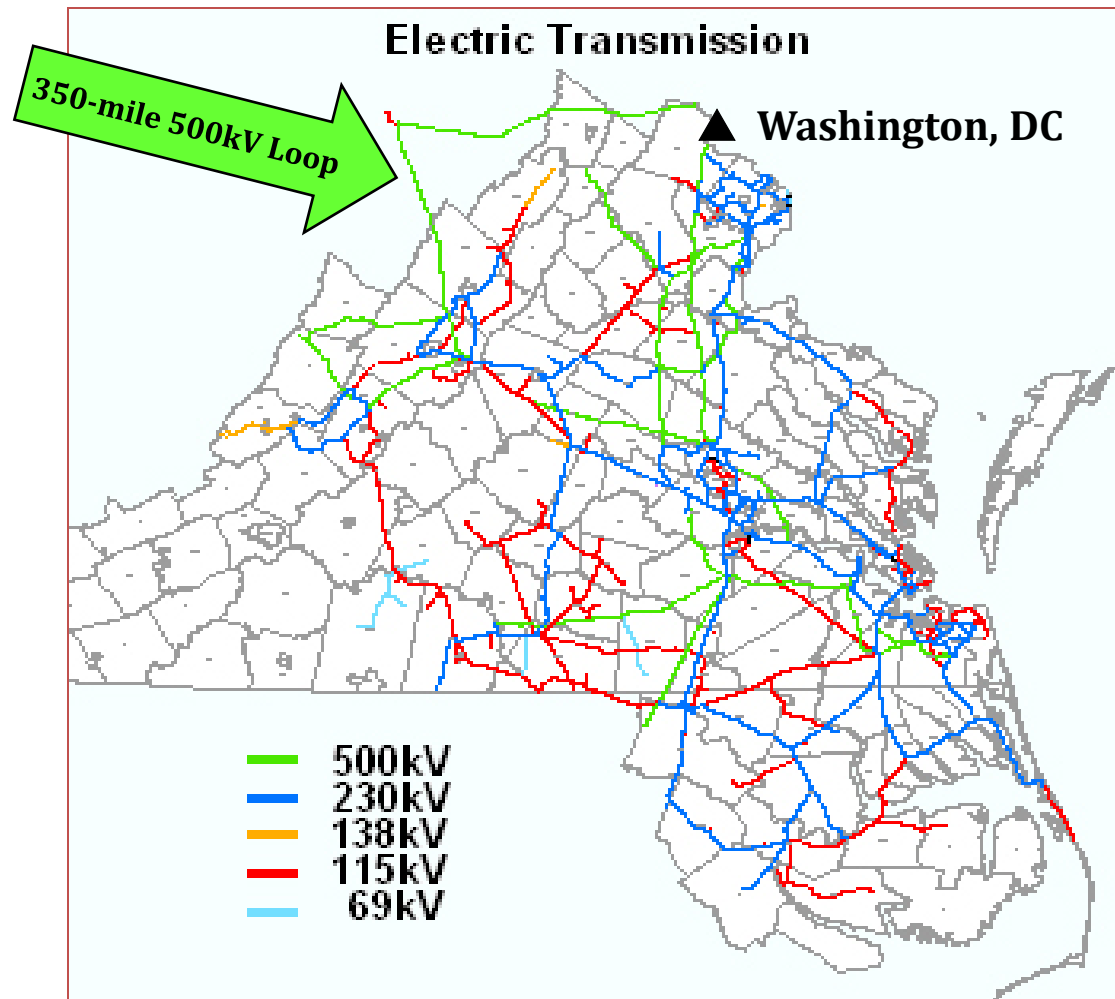 Electric Transmission
350-mile 500kV Loop
Washington, DC
500kV
230kV
138kV
115kV
69kV